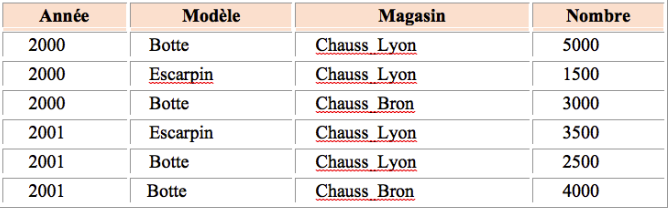 Année Modèle Magasin Nombre
2000 Botte Chauss_Lyon 5000
2000 Escarpin Chauss_Lyon 1500
2000 Botte Chauss_Bron 3000
2001 Escarpin Chauss_Lyon 3500
2001 Botte Chauss_Lyon 2500
2001 Botte Chauss_Bron 4000